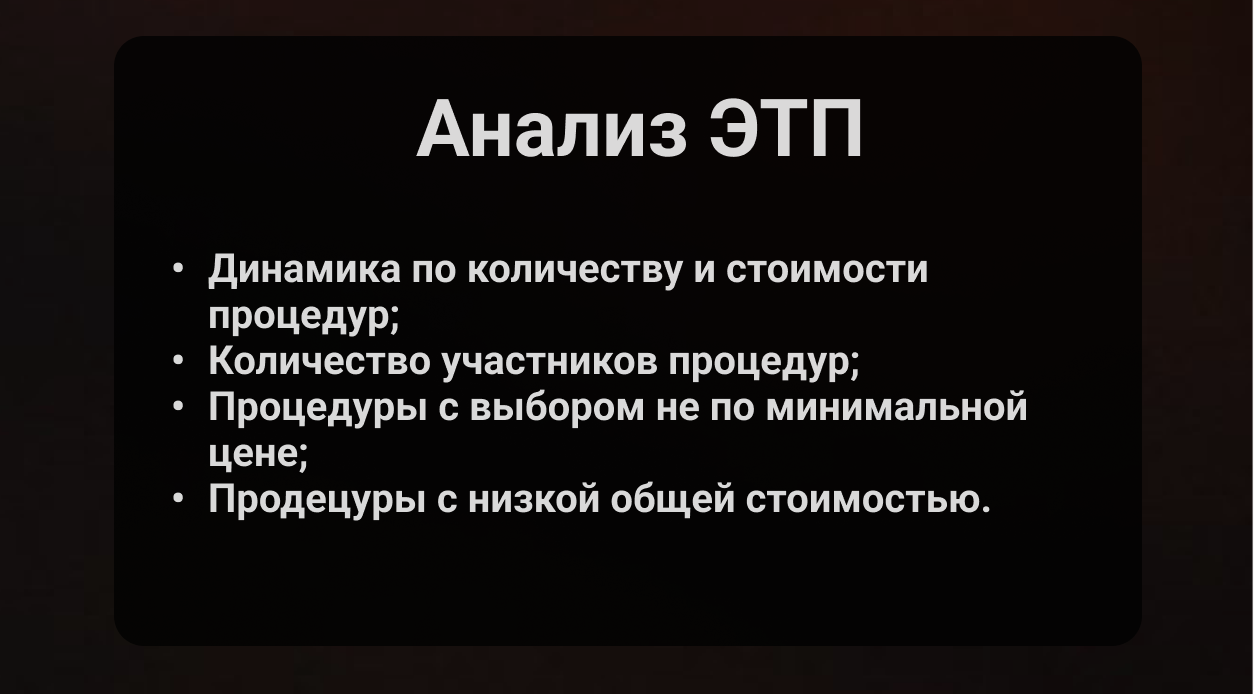 Анализ ЭТП
• Динамика по количеству и стоимости
процедур;
• Количество участников процедур;
• Процедуры с выбором не по минимальной
цене;
• Продецуры с низкой общей стоимостью.